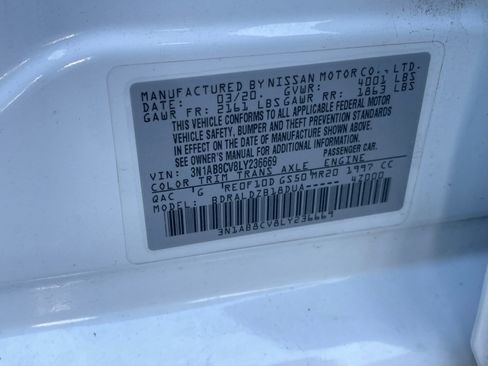 MANUFACTURED BY NISSAN MOTOR CO., LTD.
DATE: 03/20 GVWR: 4001 LBS
GAWR FR: 2161 LBS GAWR RR: 1863 LBS
THIS VEHICLE CONFORMS TO ALL APPLICABLE FEDERAL MOTOR
VEHICLE SAFETY, BUMPER AND THEFT PREVENTION STANDARDS
IN EFFECT ON THE DATE OF MANUFACTURE SHOWN ABOVE.
SEE OWNERS MANUAL FOR ADDITIONAL INFORMATION.
VIN: 3N1AB8CV8LY236669 PASSENGER CAR.
COLOR TRIM TRANS AXLE ENGINE
QAC G RE0F10D GS50 MR20 1997 CC
MODEL: BDRALDZB18DUA----- 42000
3N1AB8CV8LY236669